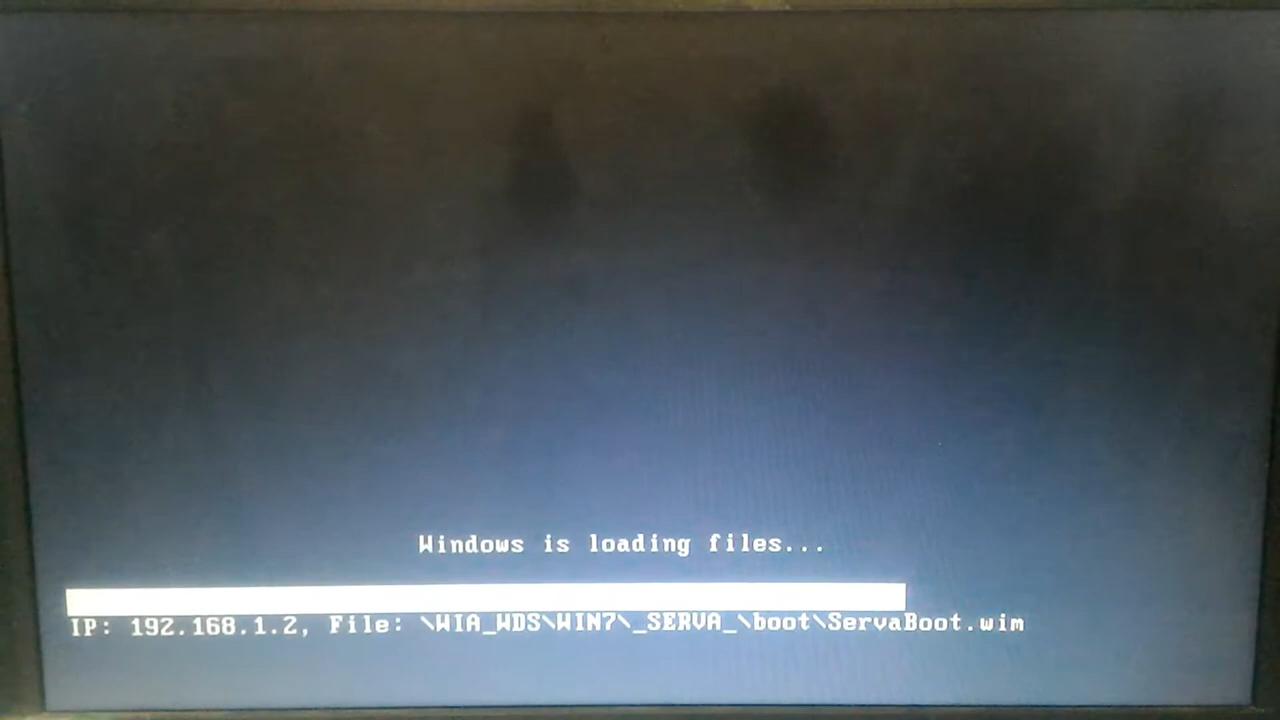 Windows is loading files...
IP: 192.168.1.2, File: \WIA_WDS\WIN7\_SERVA_\boot\ServaBoot.wim